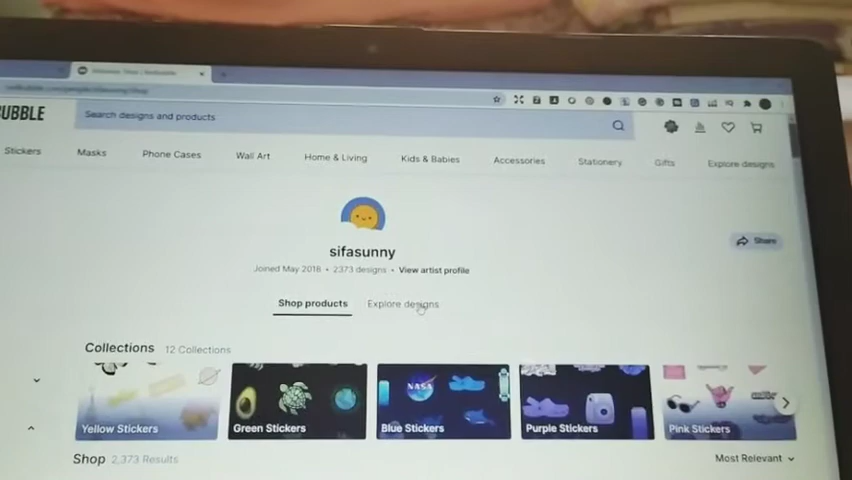 UBBLE
Search designs and products
Stickers Masks Phone Cases Wall Art Home & Living Kids & Babies Accessories Stationery Gifts Explore designs
Share
sifasunny
Joined May 2018 • 2373 designs • View artist profile
Shop products Explore designs
Collections 12 Collections
NASA
Yellow Stickers Green Stickers Blue Stickers Purple Stickers Pink Stickers
Shop 2,373 Results Most Relevant